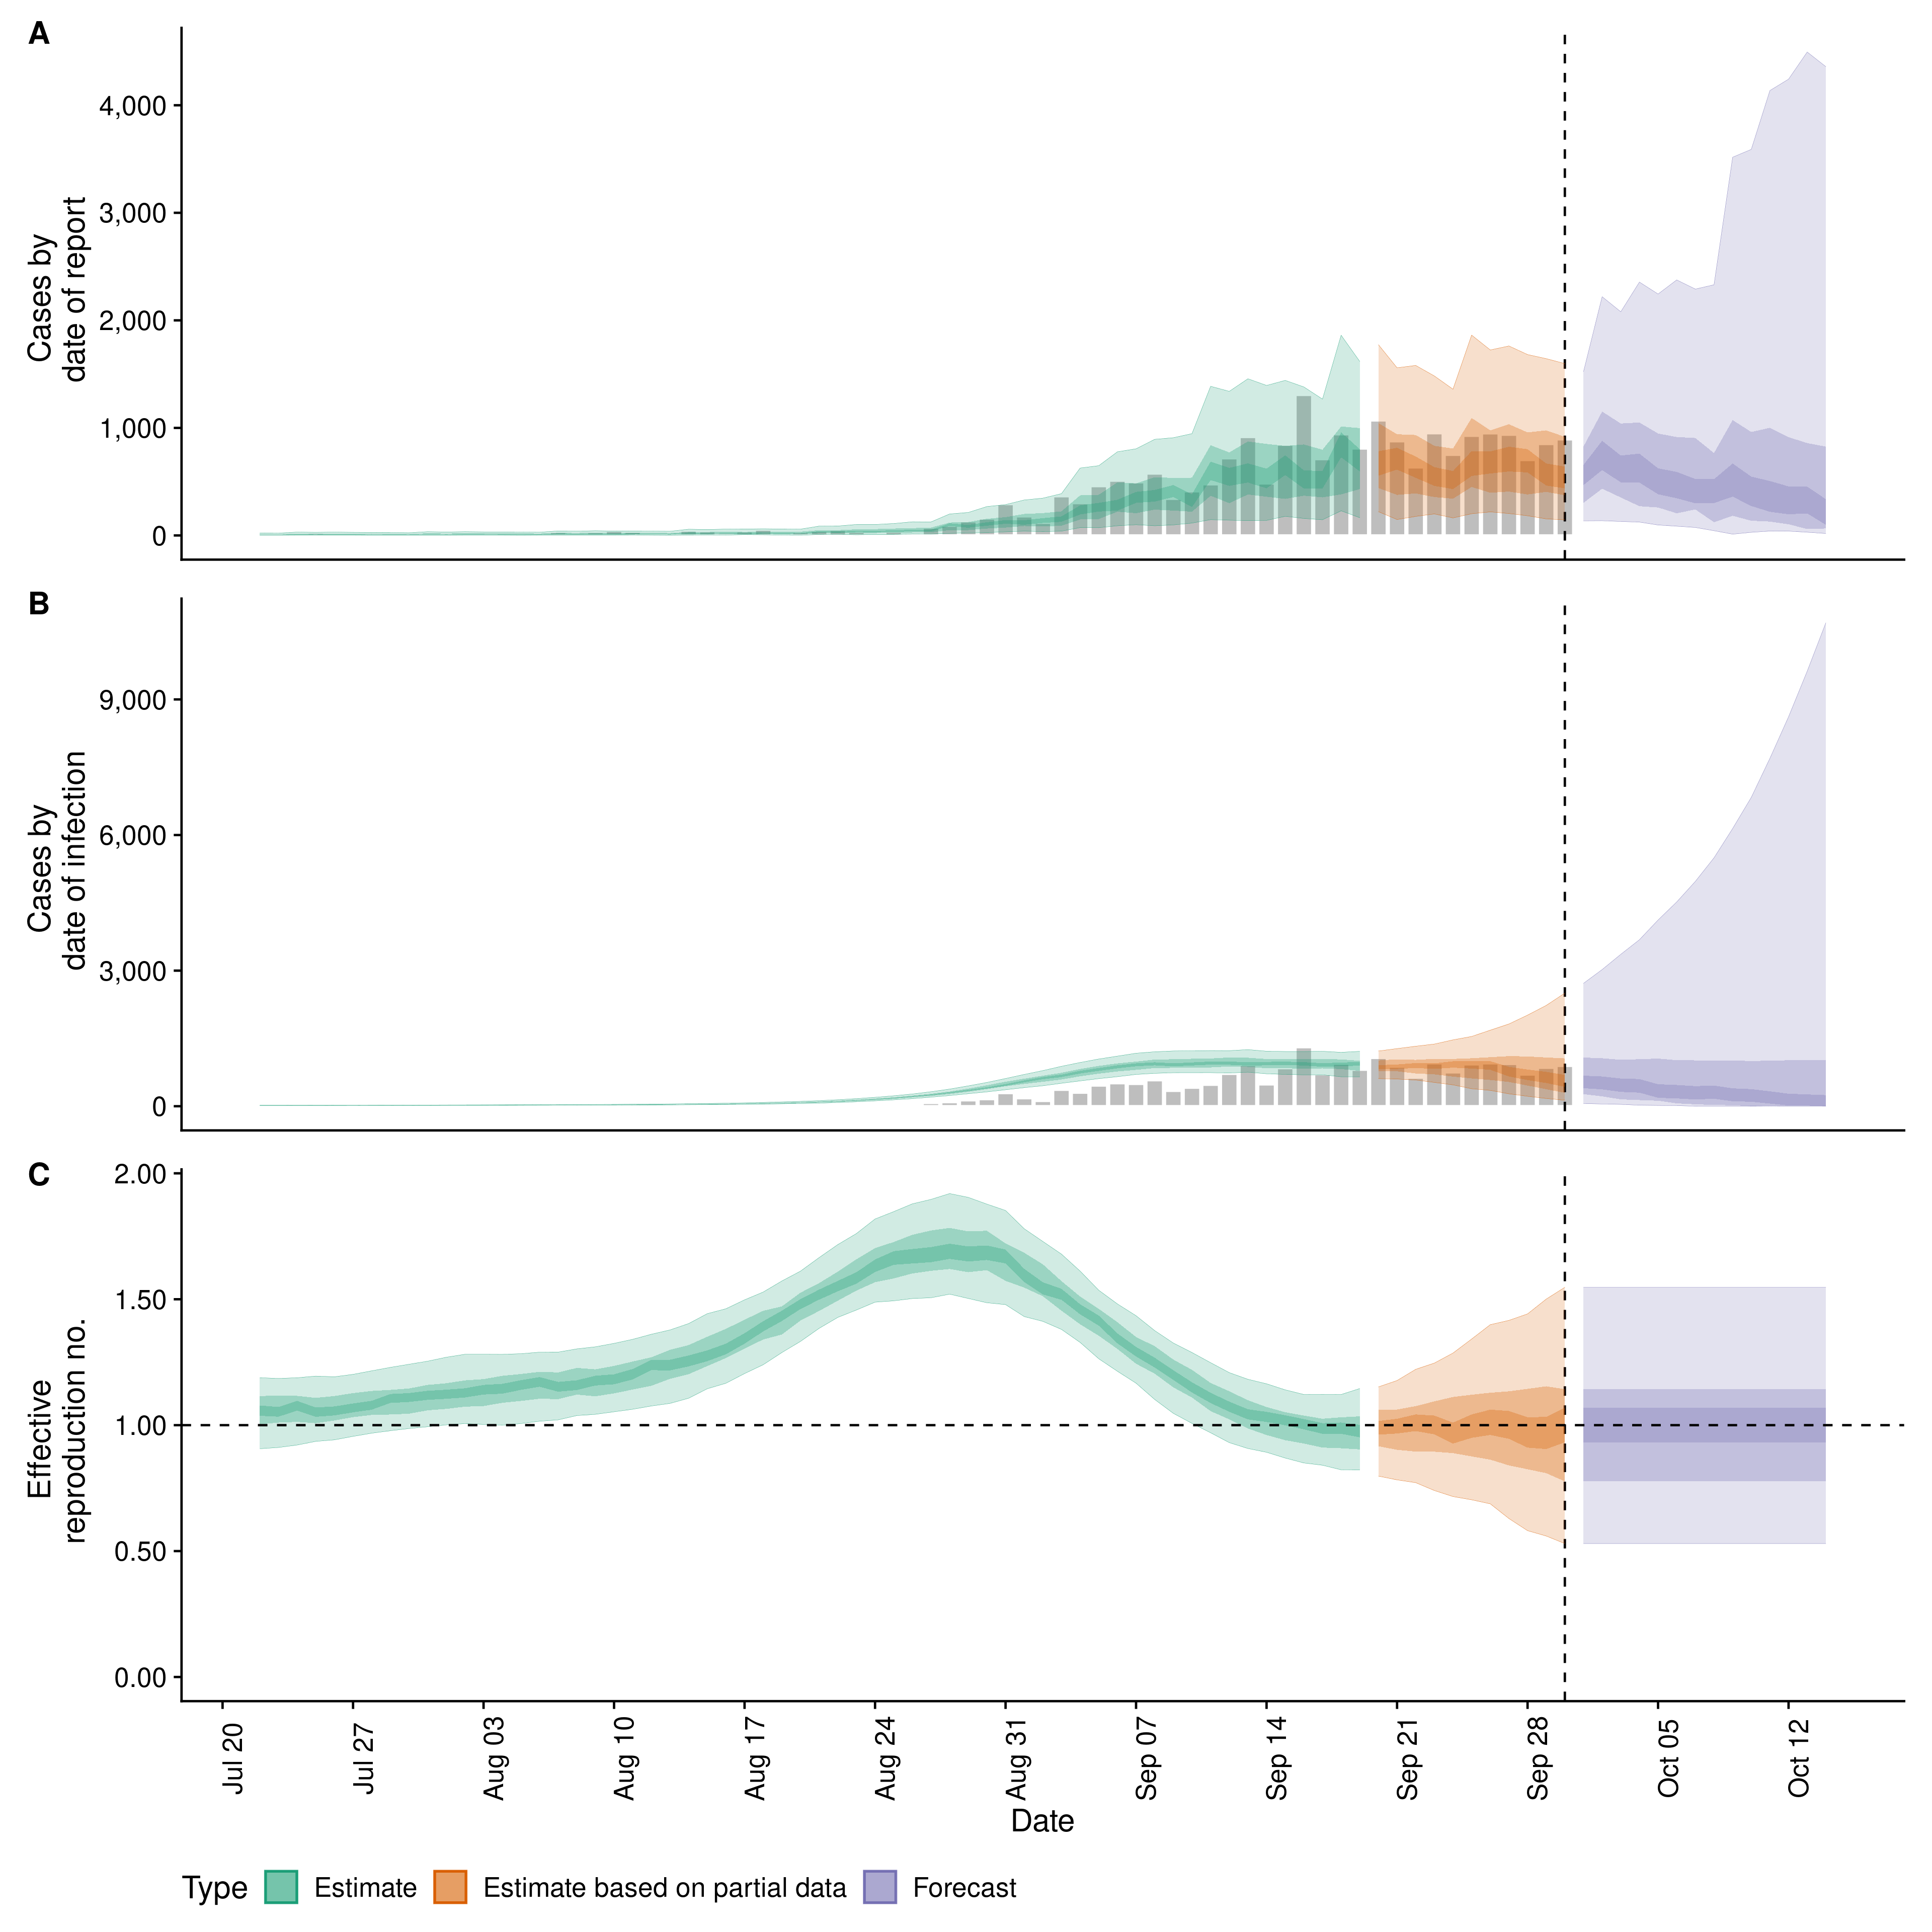 A
Cases by
date of report
4,000
3,000
2,000
1,000
0
B
Cases by
date of infection
9,000
6,000
3,000
0
C
Effective
reproduction no.
2.00
1.50
1.00
0.50
0.00
Jul 20
Jul 27
Aug 03
Aug 10
Aug 17
Aug 24
Aug 31
Sep 07
Sep 14
Sep 21
Sep 28
Oct 05
Oct 12
Date
Type Estimate Estimate based on partial data Forecast